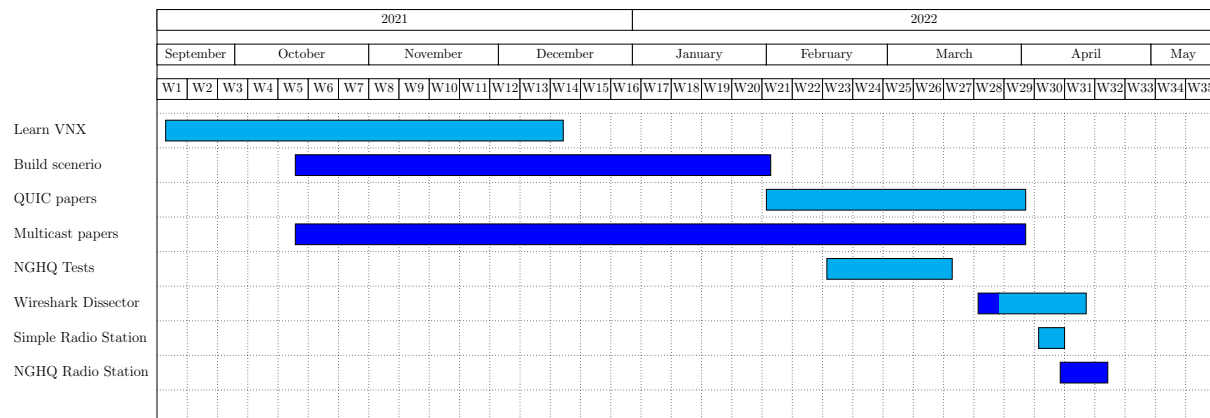 2021 2022
September October November December January February March April May
W1 W2 W3 W4 W5 W6 W7 W8 W9 W10 W11 W12 W13 W14 W15 W16 W17 W18 W19 W20 W21 W22 W23 W24 W25 W26 W27 W28 W29 W30 W31 W32 W33 W34 W35
Learn VNX
Build scenerio
QUIC papers
Multicast papers
NGHQ Tests
Wireshark Dissector
Simple Radio Station
NGHQ Radio Station